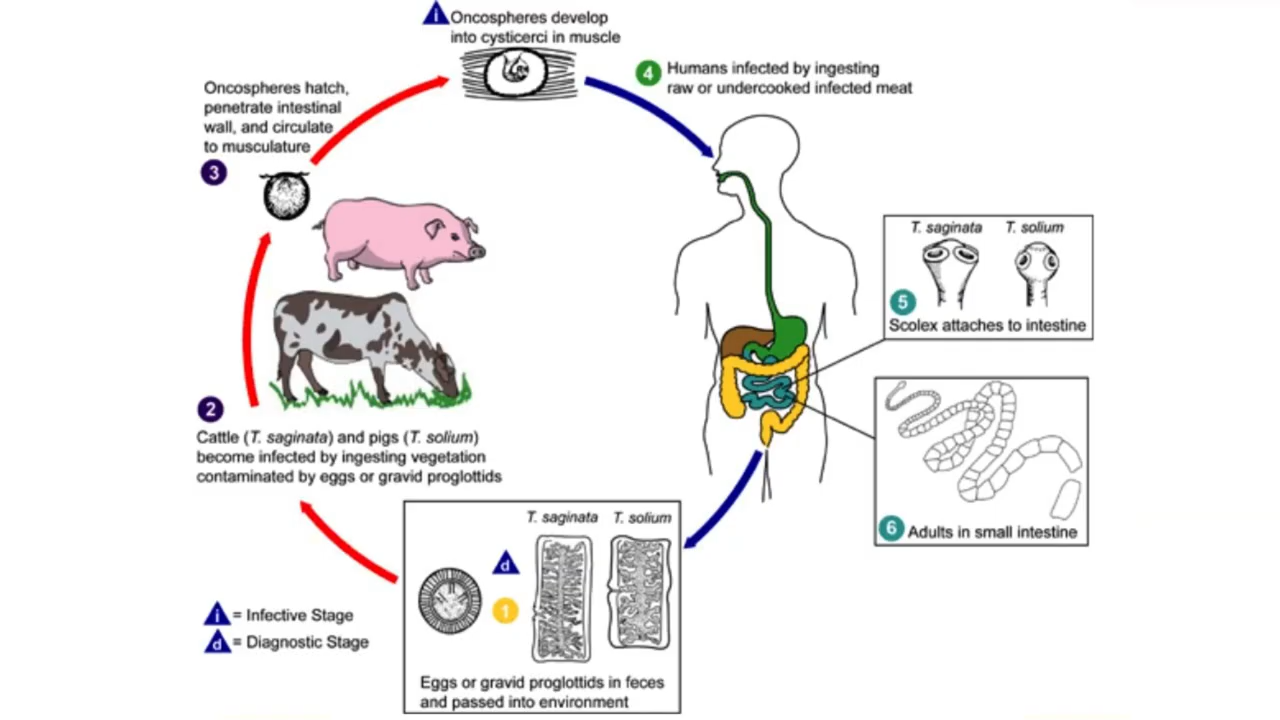 i
Oncospheres develop
into cysticerci in muscle
4
Humans infected by ingesting
raw or undercooked infected meat
Oncospheres hatch,
penetrate intestinal
wall, and circulate
to musculature
3
T. saginata
T. solium
5
Scolex attaches to intestine
2
Cattle (T. saginata) and pigs (T. solium)
become infected by ingesting vegetation
contaminated by eggs or gravid proglottids
6
Adults in small intestine
T. saginata
T. solium
d
1
Eggs or gravid proglottids in feces
and passed into environment
i = Infective Stage
d = Diagnostic Stage